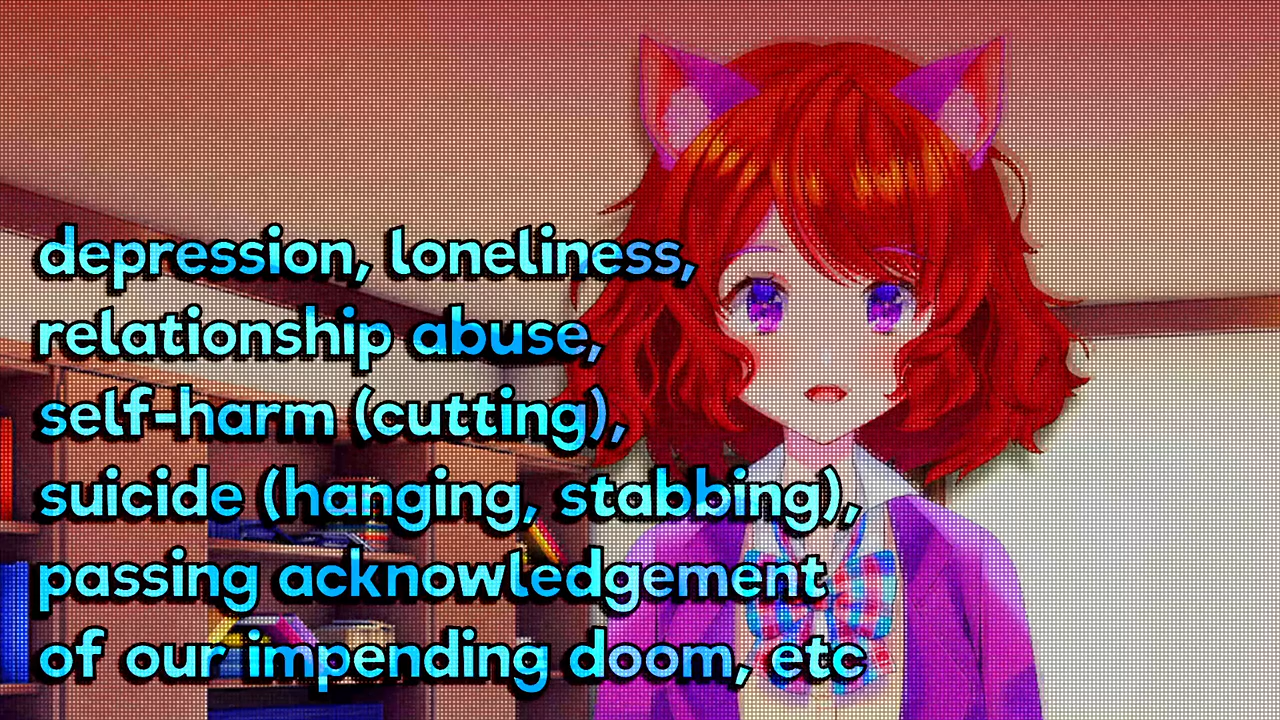 depression, loneliness,
relationship abuse,
self-harm (cutting),
suicide (hanging, stabbing),
passing acknowledgement
of our impending doom, etc